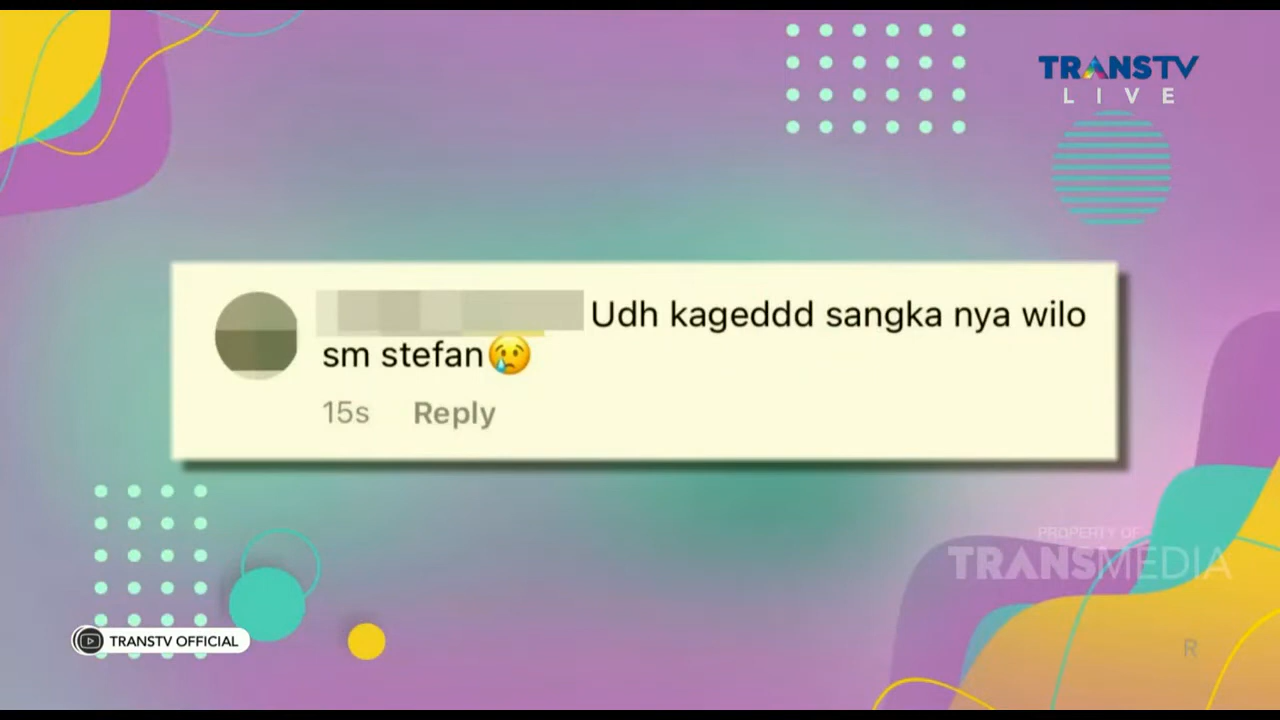 TRANSTV
LIVE
Udh kageddd sangka nya wilo
sm stefan😢
15s Reply
PROPERTY OF
TRANSMEDIA
TRANSTV OFFICIAL
R